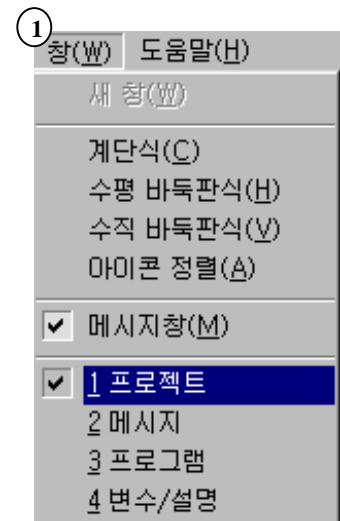 1
창(W) 도움말(H)
새 창(W)
계단식(C)
수평 바둑판식(H)
수직 바둑판식(V)
아이콘 정렬(A)
메시지창(M)
1 프로젝트
2 메시지
3 프로그램
4 변수/설명